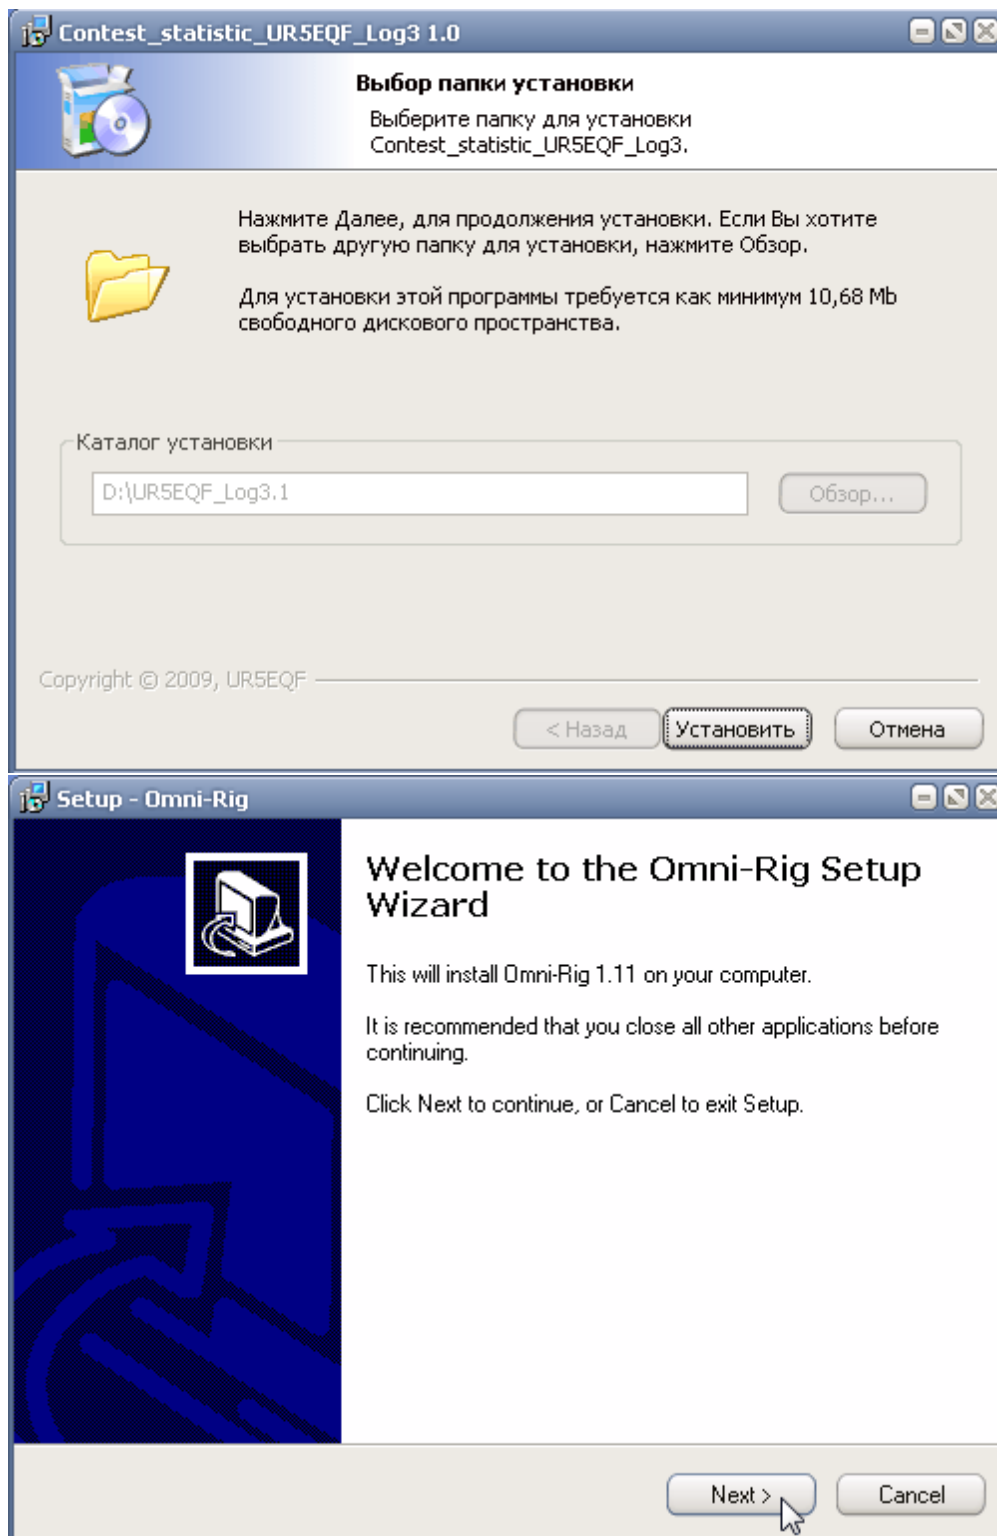 Contest_statistic_UR5EQF_Log3 1.0
Выбор папки установки
Выберите папку для установки
Contest_statistic_UR5EQF_Log3.
Нажмите Далее, для продолжения установки. Если Вы хотите
выбрать другую папку для установки, нажмите Обзор.
Для установки этой программы требуется как минимум 10,68 Mb
свободного дискового пространства.
Каталог установки
D:\UR5EQF_Log3.1
Обзор...
Copyright © 2009, UR5EQF
< Назад Установить Отмена
Setup - Omni-Rig
Welcome to the Omni-Rig Setup
Wizard
This will install Omni-Rig 1.11 on your computer.
It is recommended that you close all other applications before
continuing.
Click Next to continue, or Cancel to exit Setup.
Next > Cancel